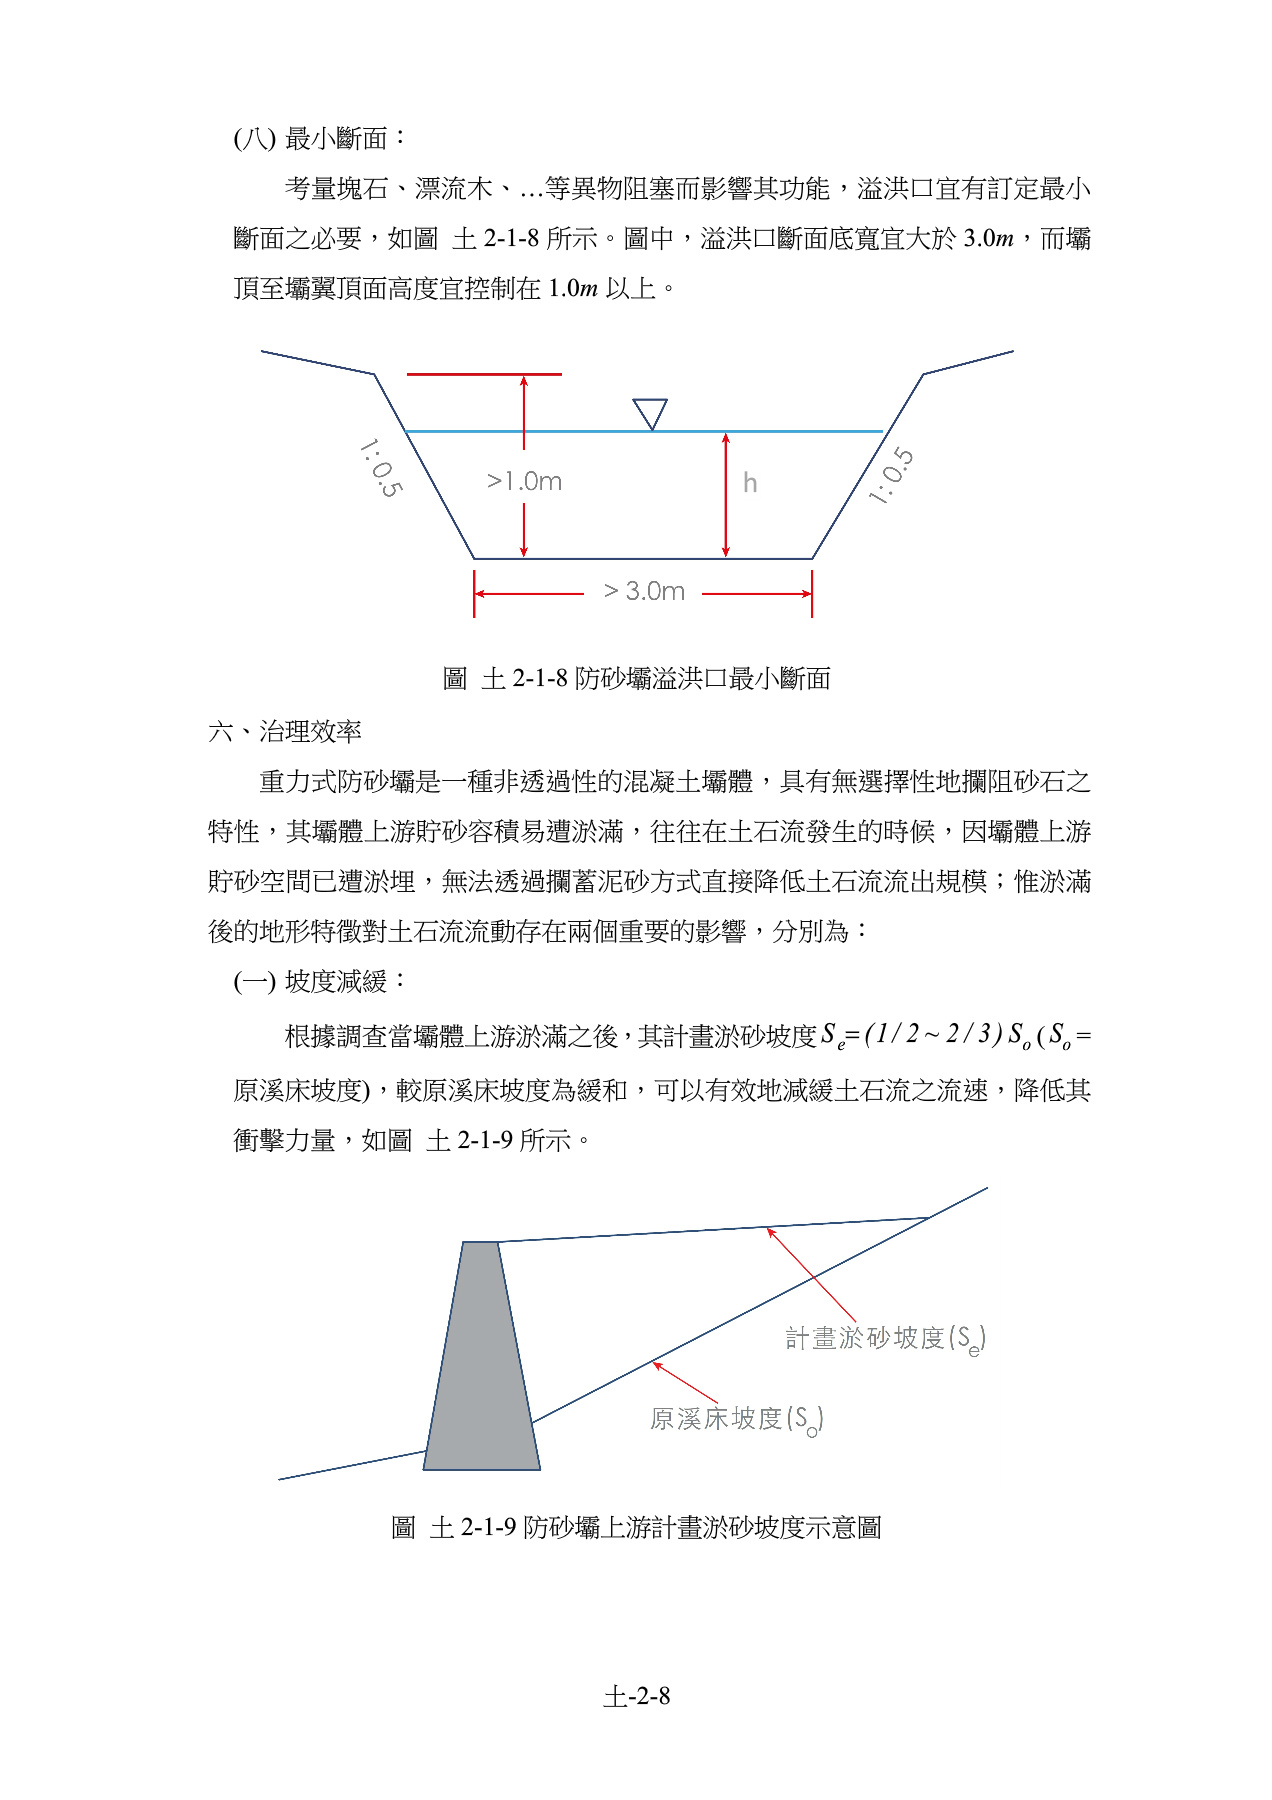 (八) 最小斷面：
考量塊石、漂流木、…等異物阻塞而影響其功能，溢洪口宜有訂定最小
斷面之必要，如圖 土 2-1-8 所示。圖中，溢洪口斷面底寬宜大於 3.0m，而壩
頂至壩翼頂面高度宜控制在 1.0m 以上。
1:0.5
>1.0m
h
1:0.5
> 3.0m
圖 土 2-1-8 防砂壩溢洪口最小斷面
六、治理效率
重力式防砂壩是一種非透過性的混凝土壩體，具有無選擇性地攔阻砂石之
特性，其壩體上游貯砂容積易遭淤滿，往往在土石流發生的時候，因壩體上游
貯砂空間已遭淤埋，無法透過攔蓄泥砂方式直接降低土石流流出規模；惟淤滿
後的地形特徵對土石流流動存在兩個重要的影響，分別為：
(一) 坡度減緩：
根據調查當壩體上游淤滿之後，其計畫淤砂坡度 Se=(1/2~2/3)So (So=
原溪床坡度)，較原溪床坡度為緩和，可以有效地減緩土石流之流速，降低其
衝擊力量，如圖 土 2-1-9 所示。
計畫淤砂坡度(Se)
原溪床坡度(So)
圖 土 2-1-9 防砂壩上游計畫淤砂坡度示意圖
土-2-8